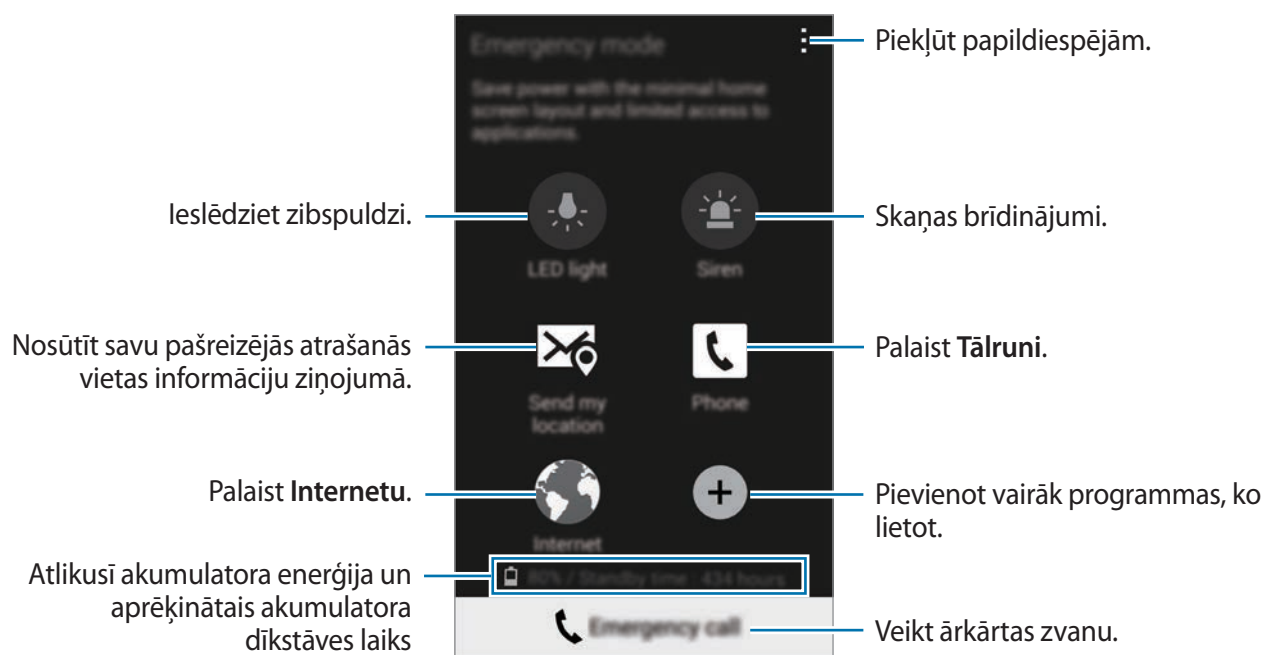 Emergency mode
Piekļūt papildiespējām.
Save power with the minimal home
screen layout and limited access to
applications.
Ieslēdziet zibspuldzi.
Skaņas brīdinājumi.
LED light
Siren
Nosūtīt savu pašreizējās atrašanās
vietas informāciju ziņojumā.
Palaist Tālruni.
Send my
location
Phone
Palaist Internetu.
Pievienot vairāk programmas, ko
lietot.
Internet
Atlikusī akumulatora enerģija un
aprēķinātais akumulatora
dīkstāves laiks
80% / Standby time : 434 hours
Emergency call
Veikt ārkārtas zvanu.